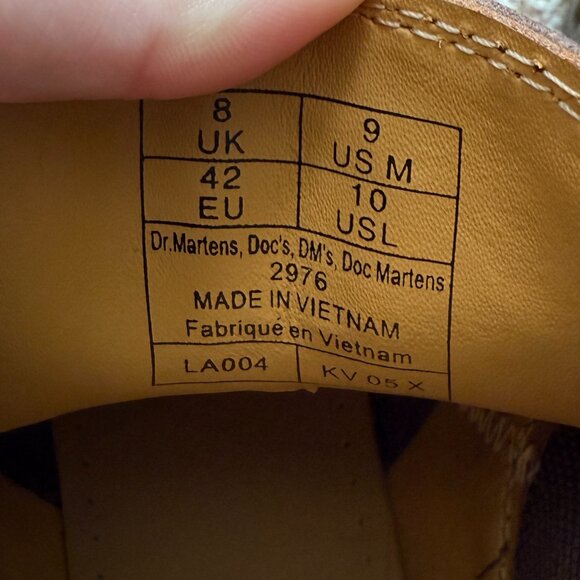 8 UK
9 US M
42 EU
10 USL
Dr.Martens, Doc's, DM's, Doc Martens
2976
MADE IN VIETNAM
Fabriqué en Vietnam
LA004 KV 05 X